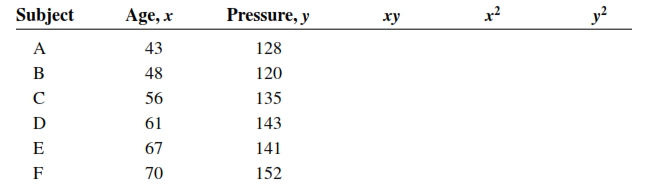 Subject Age, x Pressure, y xy x² y²
A 43 128
B 48 120
C 56 135
D 61 143
E 67 141
F 70 152